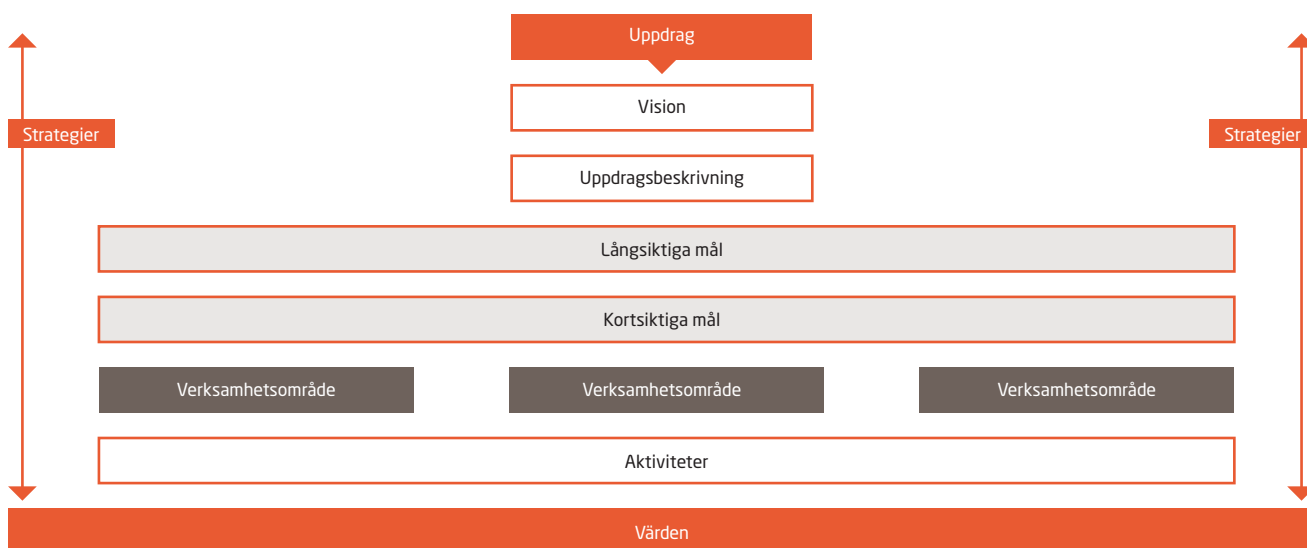 Uppdrag
Vision
Strategier
Strategier
Uppdragsbeskrivning
Långsiktiga mål
Kortsiktiga mål
Verksamhetsområde
Verksamhetsområde
Verksamhetsområde
Aktiviteter
Värden